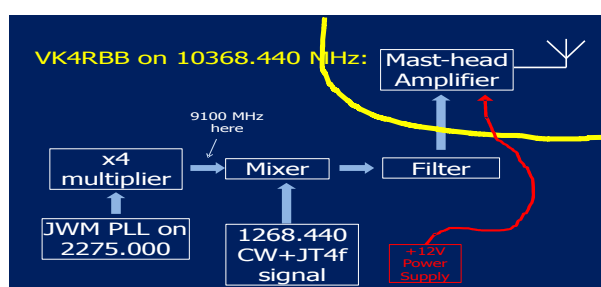 VK4RBB on 10368.440 MHz:
Mast-head
Amplifier
9100 MHz
here
x4
multiplier
Mixer
Filter
JWM PLL on
2275.000
1268.440
CW+JT4f
signal
+12V
Power
Supply